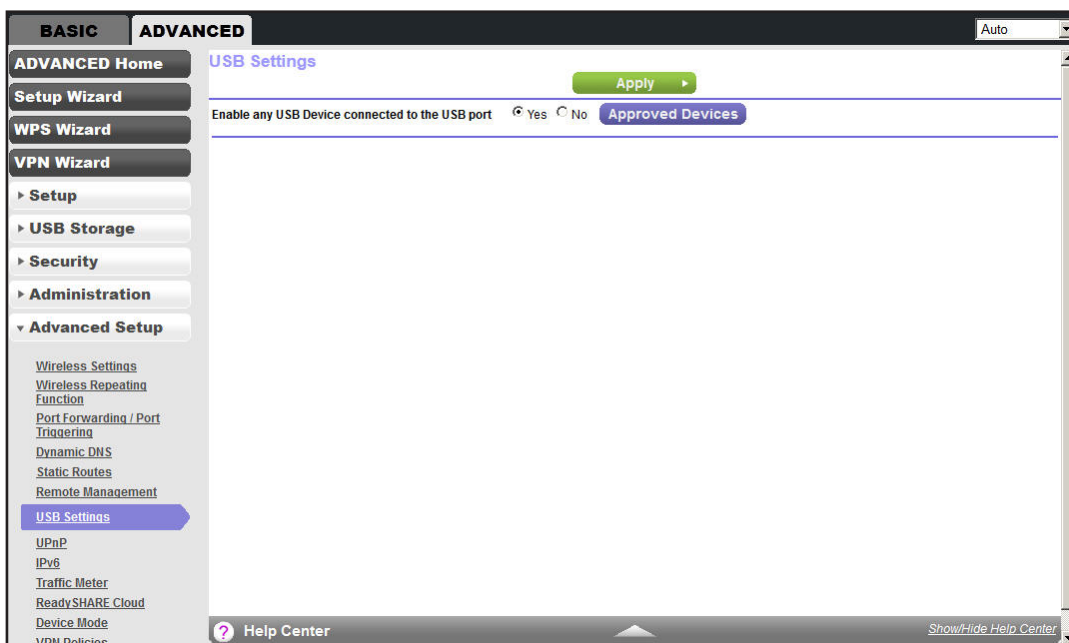 BASIC
ADVANCED
Auto
ADVANCED Home
Setup Wizard
WPS Wizard
VPN Wizard
Setup
USB Storage
Security
Administration
Advanced Setup
Wireless Settings
Wireless Repeating
Function
Port Forwarding / Port
Triggering
Dynamic DNS
Static Routes
Remote Management
USB Settings
UPnP
IPv6
Traffic Meter
ReadySHARE Cloud
Device Mode
VPN Policies
USB Settings
Apply
Enable any USB Device connected to the USB port Yes No Approved Devices
? Help Center
Show/Hide Help Center